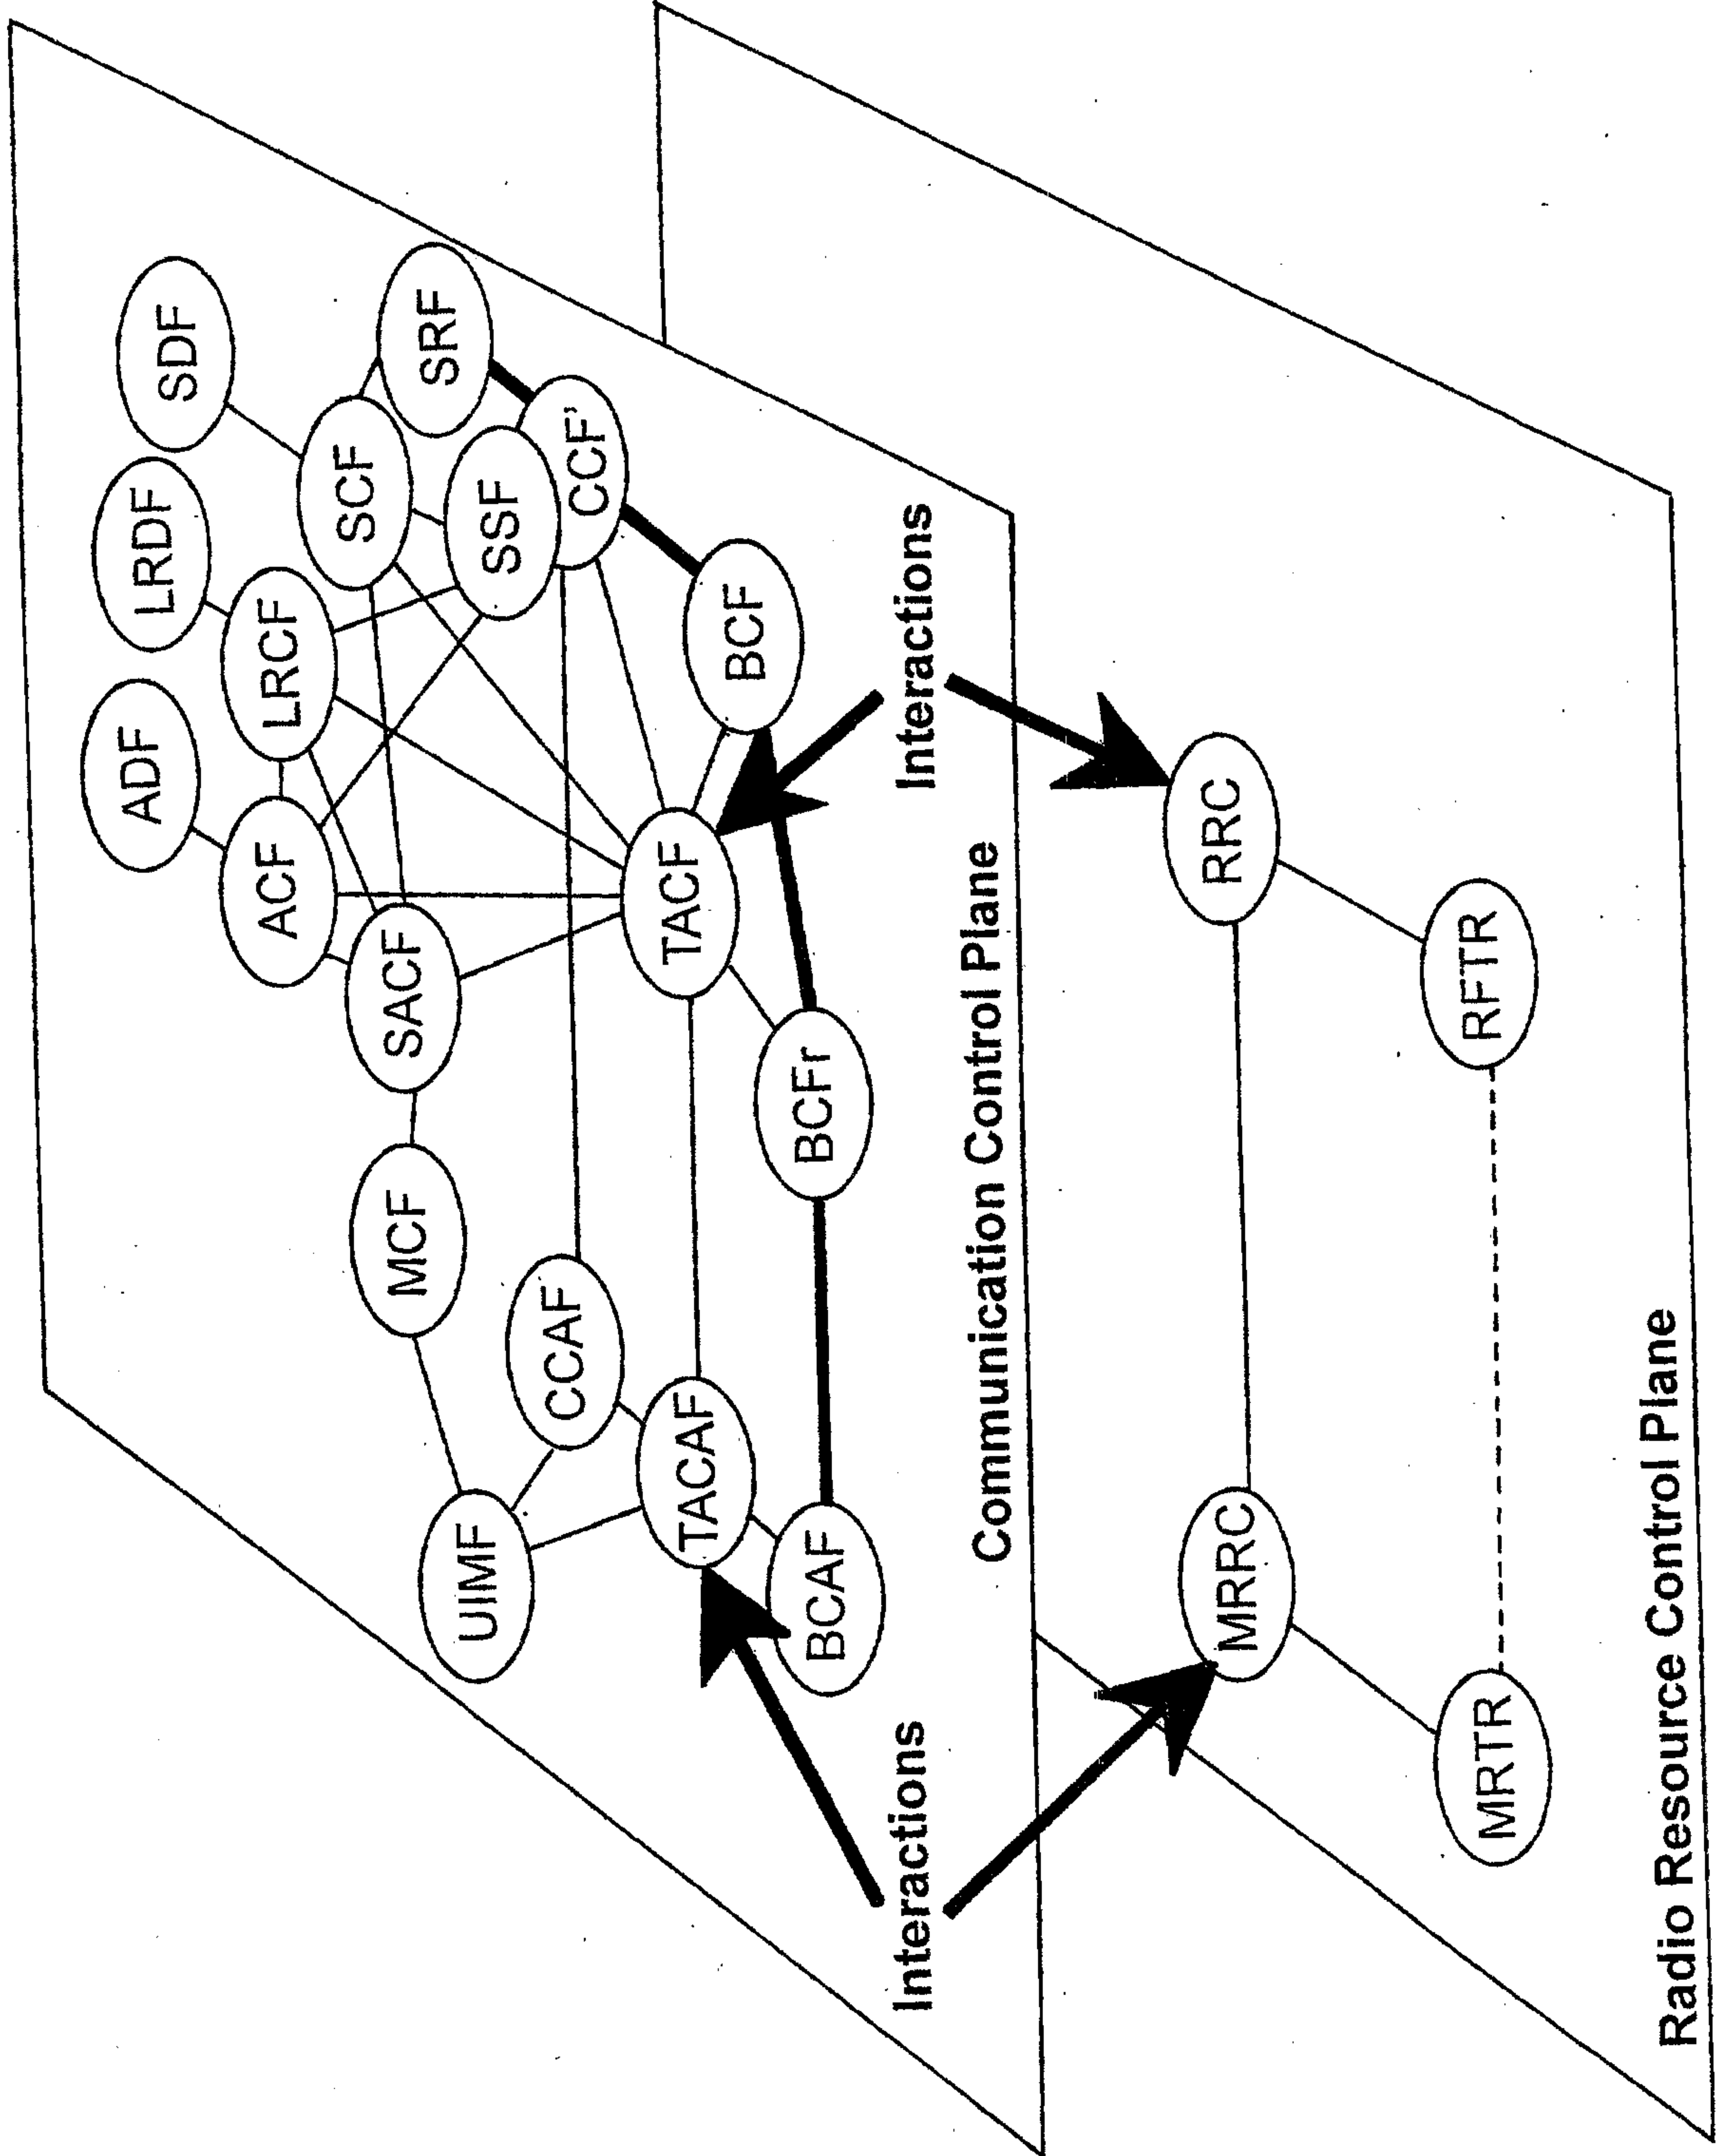 SDF
LRDF
ADF
SRF
SCF
LRCF
ACF
SSF
CCF'
SACF
MCF
UIMF
CCAF
TACF
TACAF
BCF
BCFr
BCAF
Interactions
Interactions
Communication Control Plane
RRC
MRRC
RFTR
MRTR
Radio Resource Control Plane